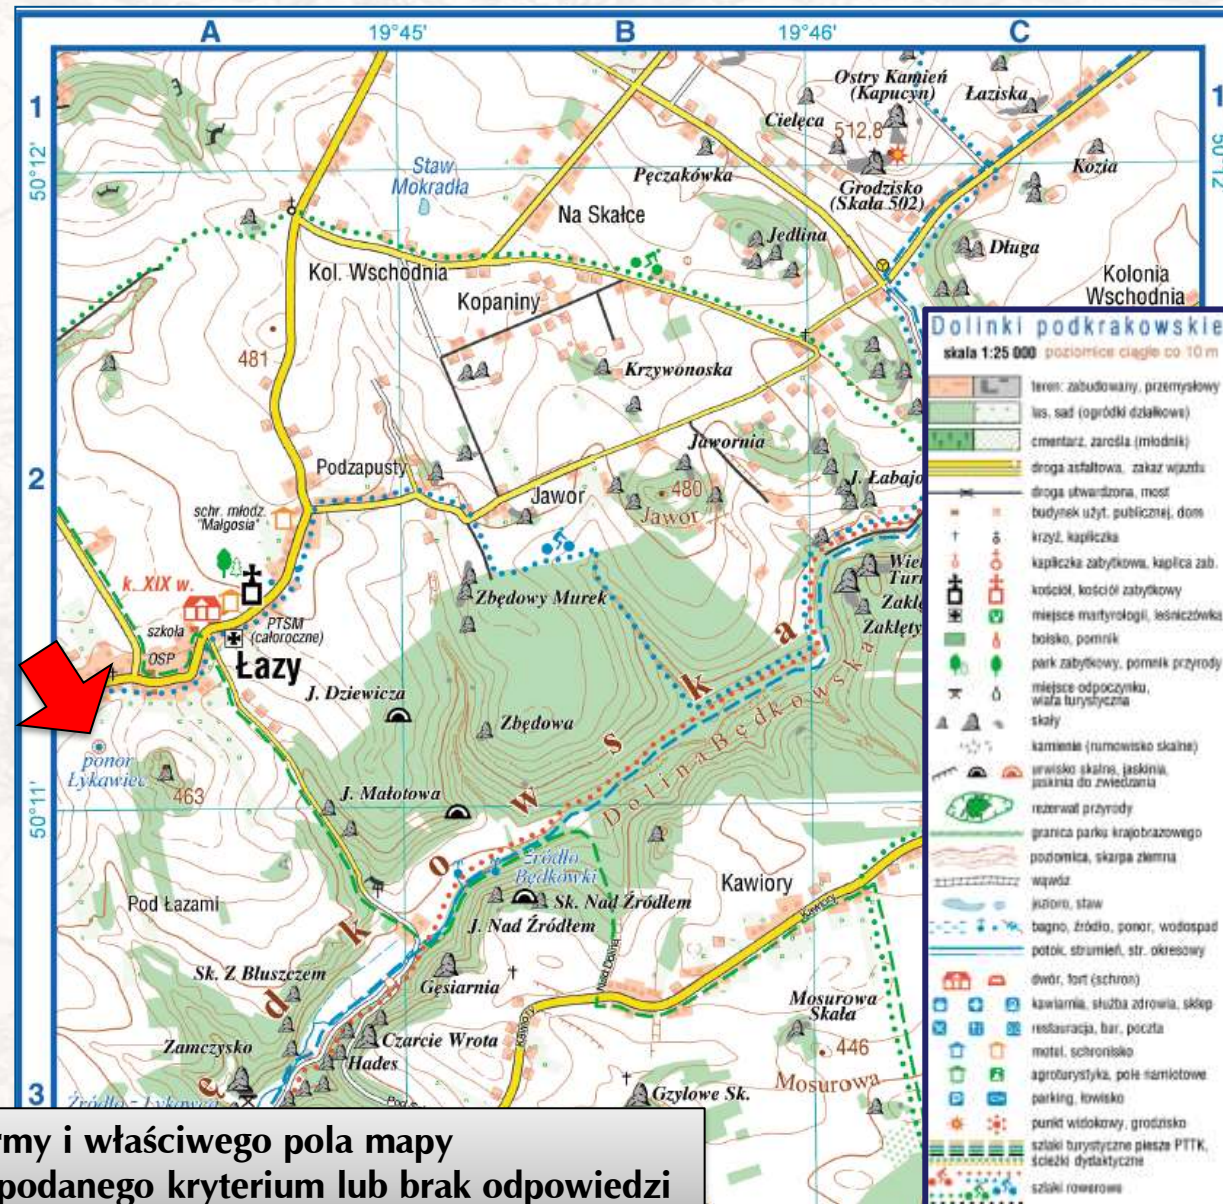 A B C
19°45' 19°46'
1
50°12'
Ostry Kamień
(Kapucyn)
Łaziska
1
Cielęca
512,8
Kozia
Pęczakówka
Grodzisko
(Skała 502)
Staw
Mokradła
Na Skałce
Jedlina
Długa
Kol. Wschodnia
Kopaniny
Kolonia
Wschodnia
481
Krzywonoska
2
Podzapusty
Jawornia
J. Łabajo
schr. młodz.
"Małgosia"
Jawor
480
Jawor
k. XIX w.
Zbędowy Murek
Wie
Turn
Zaklę
Zaklęty
szkoła
PTSM
(całoroczne)
OSP
Łazy
J. Dziewicza
Zbędowa
ponor
Łykawiec
463
50°11'
J. Małotowa
Dolina Będkowska
d k o w s k a
źródło
Będkówki
Sk. Nad Źródłem
J. Nad Źródłem
Kawiory
Kawiory
Nad Doliną
Pod Łazami
Sk. Z Bluszczem
Gęsiarnia
Mosurowa
Skała
Kawiory
Czarcie Wrota
Zamczysko
Hades
446
Mosurowa
3
Gzylowe Sk.
Dolinki podkrakowskie
skala 1:25 000 poziomice ciągłe co 10 m
teren: zabudowany, przemysłowy
las, sad (ogródki działkowe)
cmentarz, zarośla (młodnik)
droga asfaltowa, zakaz wjazdu
droga utwardzona, most
budynek użyt. publicznej, dom
krzyż, kapliczka
kapliczka zabytkowa, kaplica zab.
kościół, kościół zabytkowy
miejsce martyrologii, leśniczówka
boisko, pomnik
park zabytkowy, pomnik przyrody
miejsce odpoczynku,
wiata turystyczna
skały
kamienie (rumowisko skalne)
urwisko skalne, jaskinia,
jaskinia do zwiedzania
rezerwat przyrody
granica parku krajobrazowego
poziomica, skarpa ziemna
wąwóz
jezioro, staw
bagno, źródło, ponor, wodospad
potok, strumień, str. okresowy
dwór, fort (schron)
kawiarnia, służba zdrowia, sklep
restauracja, bar, poczta
motel, schronisko
agroturystyka, pole namiotowe
parking, łowisko
punkt widokowy, grodzisko
szlaki turystyczne piesze PTTK,
ścieżki dydaktyczne
szlaki rowerowe
rmy i właściwego pola mapy
podanego kryterium lub brak odpowiedzi